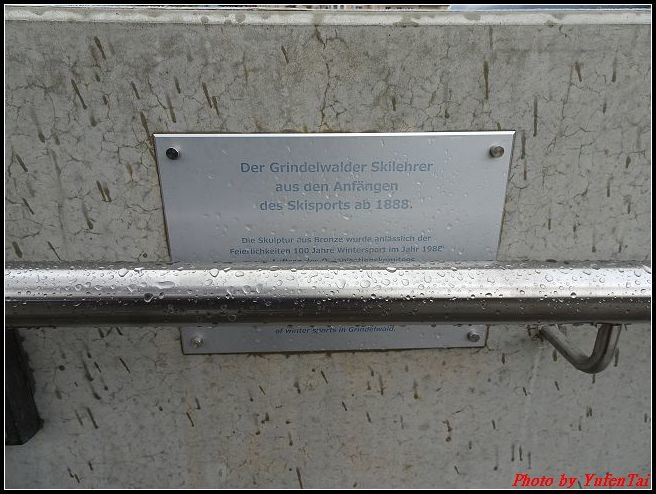 Der Grindelwalder Skilehrer
aus den Anfängen
des Skisports ab 1888.
Die Skulptur aus Bronze wurde anlässlich der
Feierlichkeiten 100 Jahre Wintersport im Jahr 1988
of winter sports in Grindelwald.
Photo by YufenTai